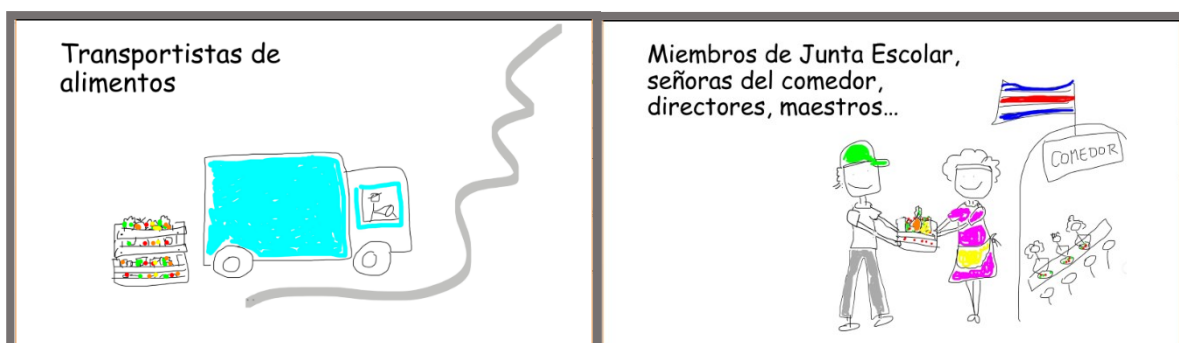 Transportistas de
alimentos
Miembros de Junta Escolar,
señoras del comedor,
directores, maestros...
COMEDOR